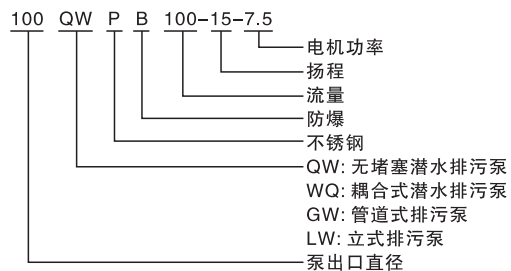 100 QW P B 100-15-7.5
电机功率
扬程
流量
防爆
不锈钢
QW: 无堵塞潜水排污泵
WQ: 耦合式潜水排污泵
GW: 管道式排污泵
LW: 立式排污泵
泵出口直径